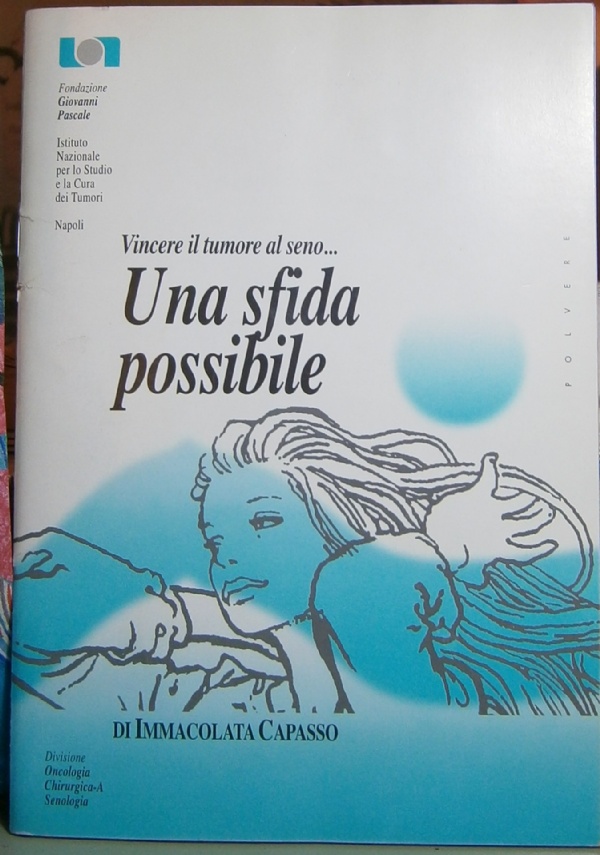 Fondazione
Giovanni
Pascale
Istituto
Nazionale
per lo Studio
e la Cura
dei Tumori
Napoli
Vincere il tumore al seno...
Una sfida
possibile
POLVERE
DI IMMACOLATA CAPASSO
Divisione
Oncologia
Chirurgica-A
Senologia